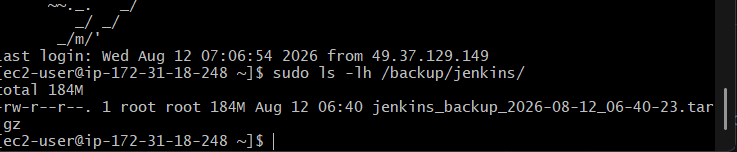 ~~._.   _/
_/ _/
_/m/'
Last login: Wed Aug 12 07:06:54 2026 from 49.37.129.149
[ec2-user@ip-172-31-18-248 ~]$ sudo ls -lh /backup/jenkins/
total 184M
-rw-r--r--. 1 root root 184M Aug 12 06:40 jenkins_backup_2026-08-12_06-40-23.tar
.gz
[ec2-user@ip-172-31-18-248 ~]$